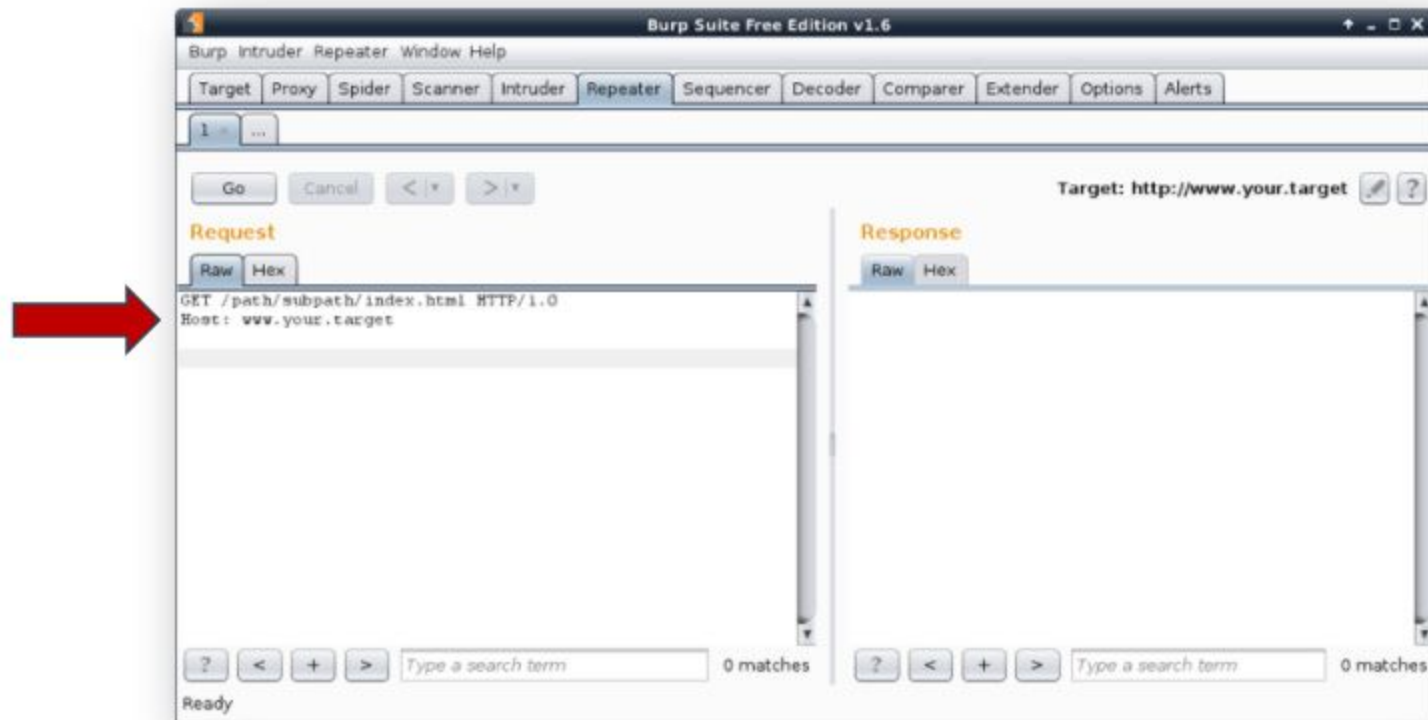 Burp Suite Free Edition v1.6
Burp Intruder Repeater Window Help
Target Proxy Spider Scanner Intruder Repeater Sequencer Decoder Comparer Extender Options Alerts
1 × ...
Go Cancel < > Target: http://www.your.target ?
Request Response
Raw Hex Raw Hex
GET /path/subpath/index.html HTTP/1.0
Host: www.your.target
? < + > Type a search term 0 matches ? < + > Type a search term 0 matches
Ready